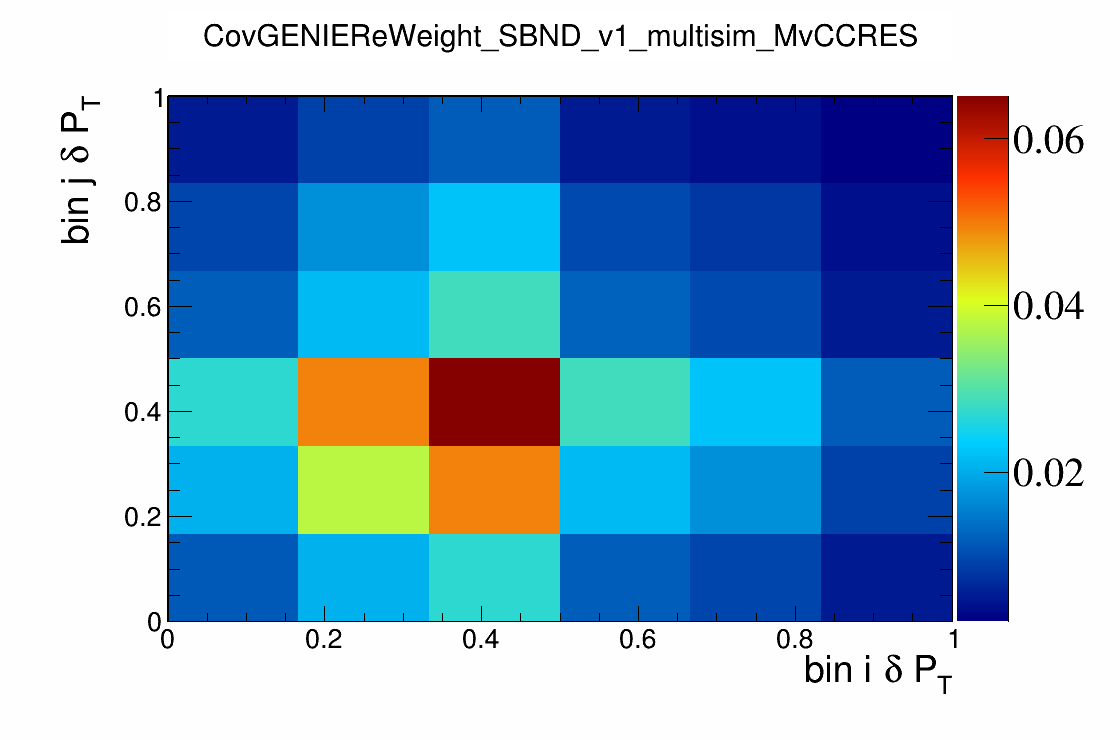 CovGENIEReWeight_SBND_v1_multisim_MvCCRES
bin j δ P_T
1
0.8
0.6
0.4
0.2
0
0 0.2 0.4 0.6 0.8 1
bin i δ P_T
0.06
0.04
0.02